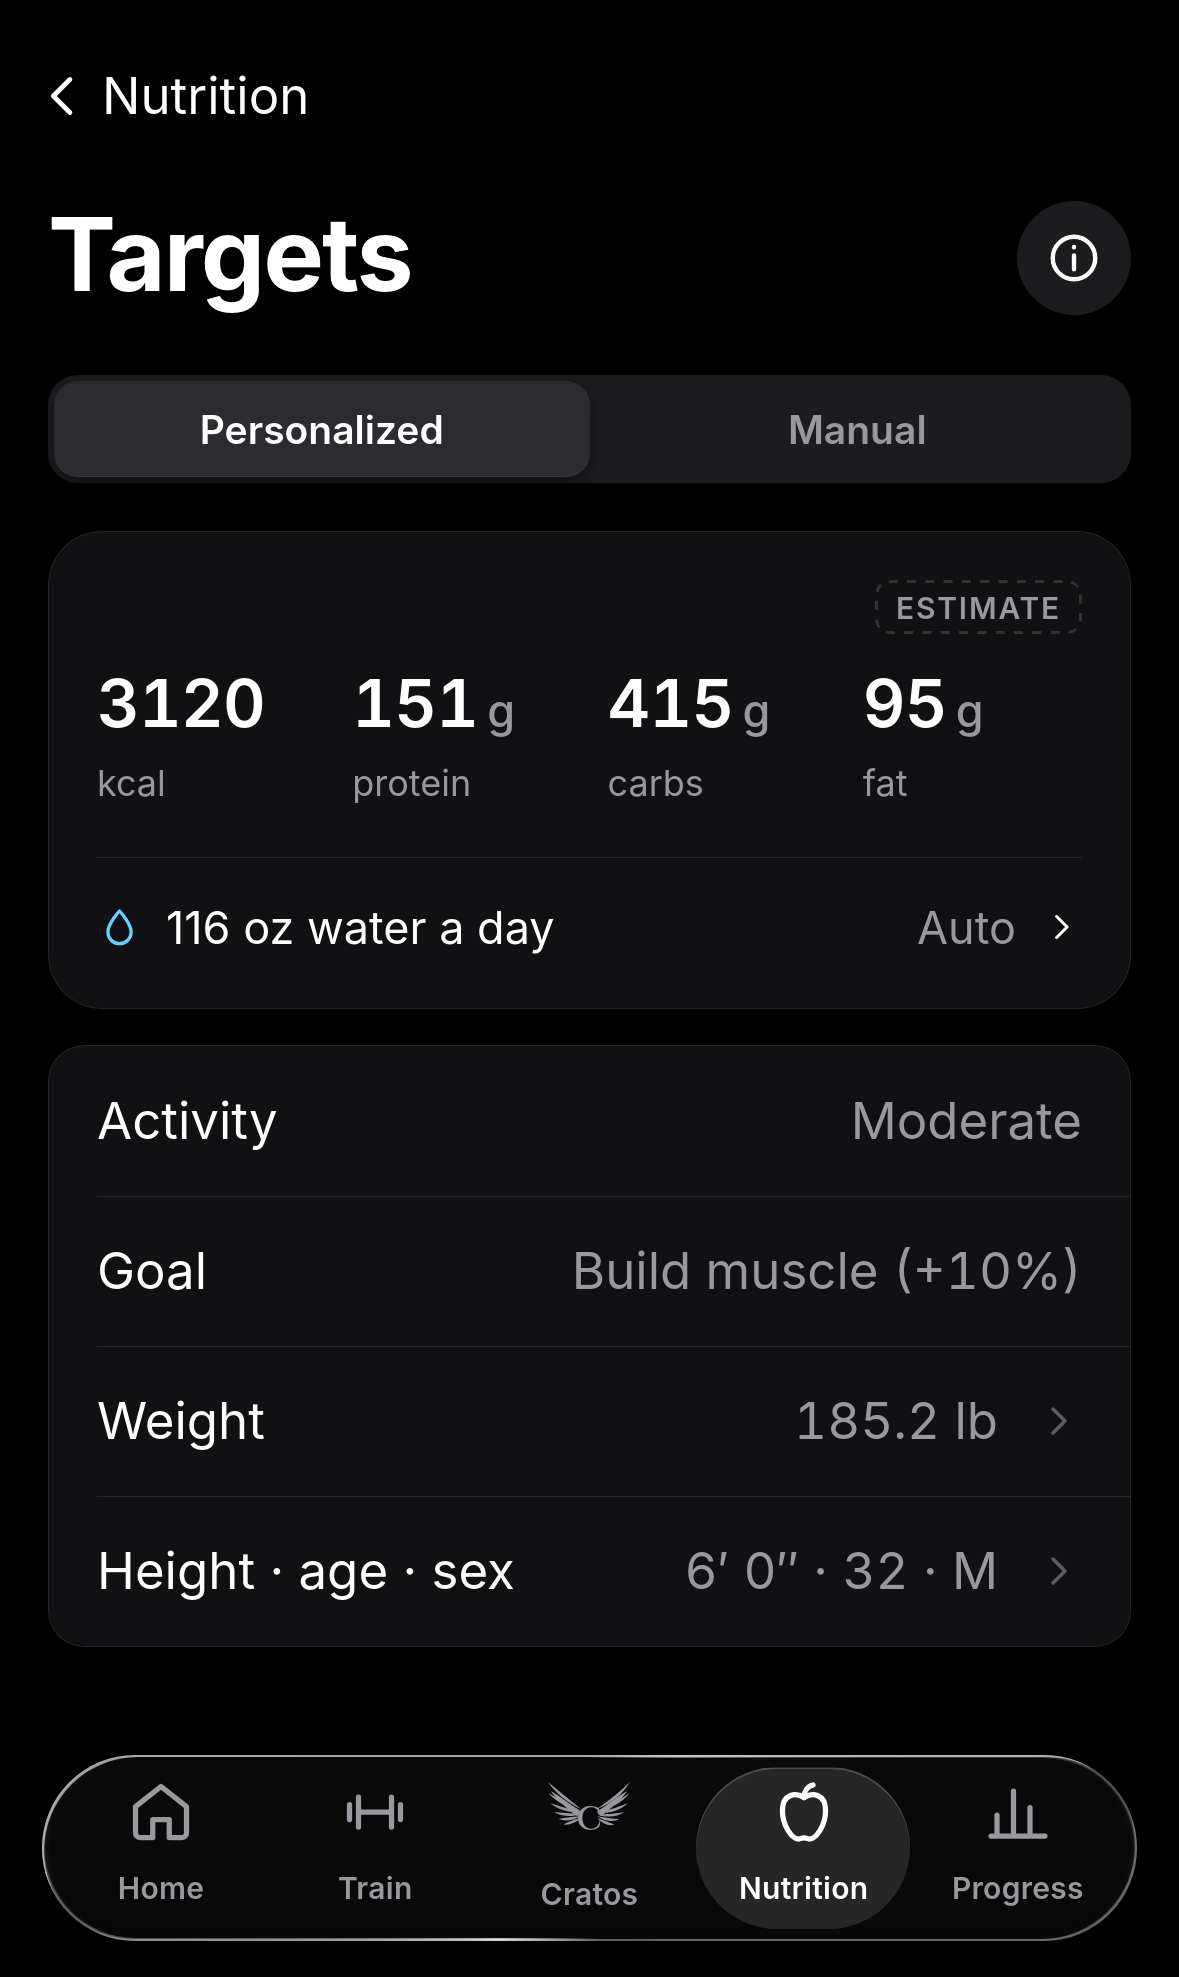 Nutrition
Targets
Personalized
Manual
ESTIMATE
3120 151 g 415 g 95 g
kcal protein carbs fat
116 oz water a day Auto
Activity Moderate
Goal Build muscle (+10%)
Weight 185.2 lb
Height · age · sex 6′ 0″ · 32 · M
C
Home Train Cratos Nutrition Progress